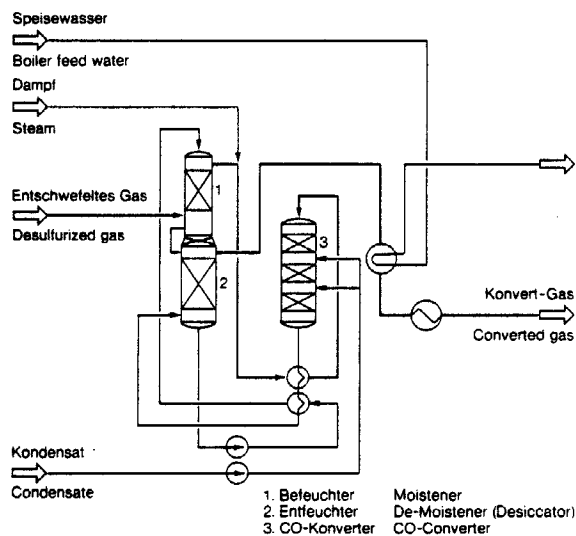 Speisewasser
Boiler feed water
Dampf
Steam
1
Entschwefeltes Gas
Desulfurized gas
3
2
Konvert-Gas
Converted gas
Kondensat
Condensate
1. Befeuchter Moistener
2. Entfeuchter De-Moistener (Desiccator)
3. CO-Konverter CO-Converter